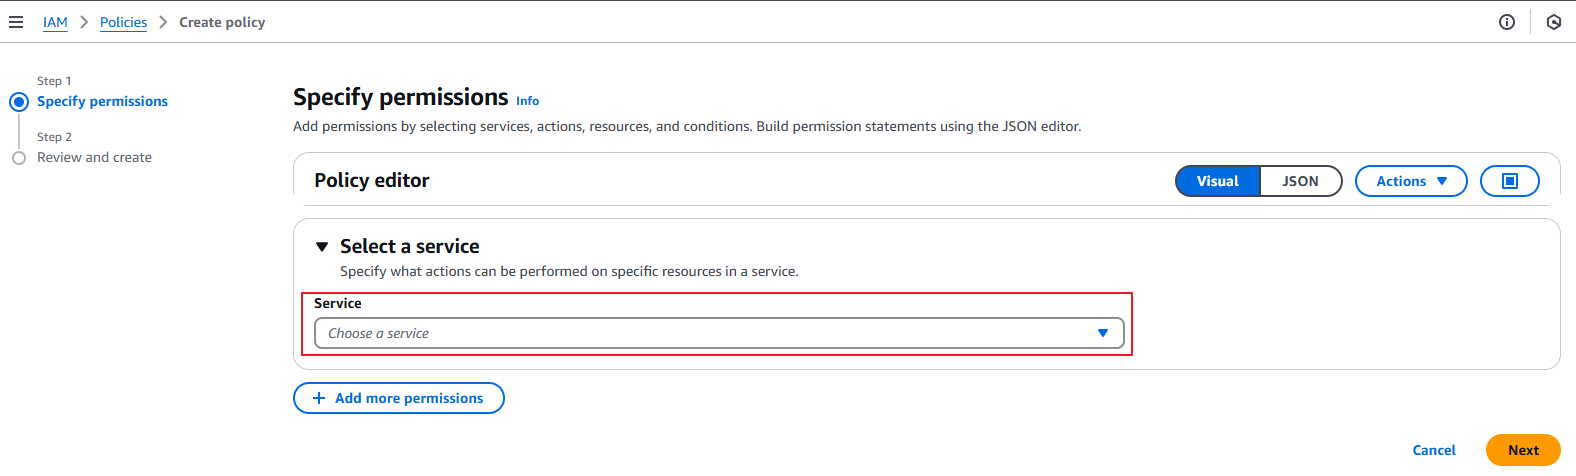 IAM > Policies > Create policy
Step 1
Specify permissions
Step 2
Review and create
Specify permissions Info
Add permissions by selecting services, actions, resources, and conditions. Build permission statements using the JSON editor.
Policy editor
Visual JSON Actions
Select a service
Specify what actions can be performed on specific resources in a service.
Service
Choose a service
+ Add more permissions
Cancel Next